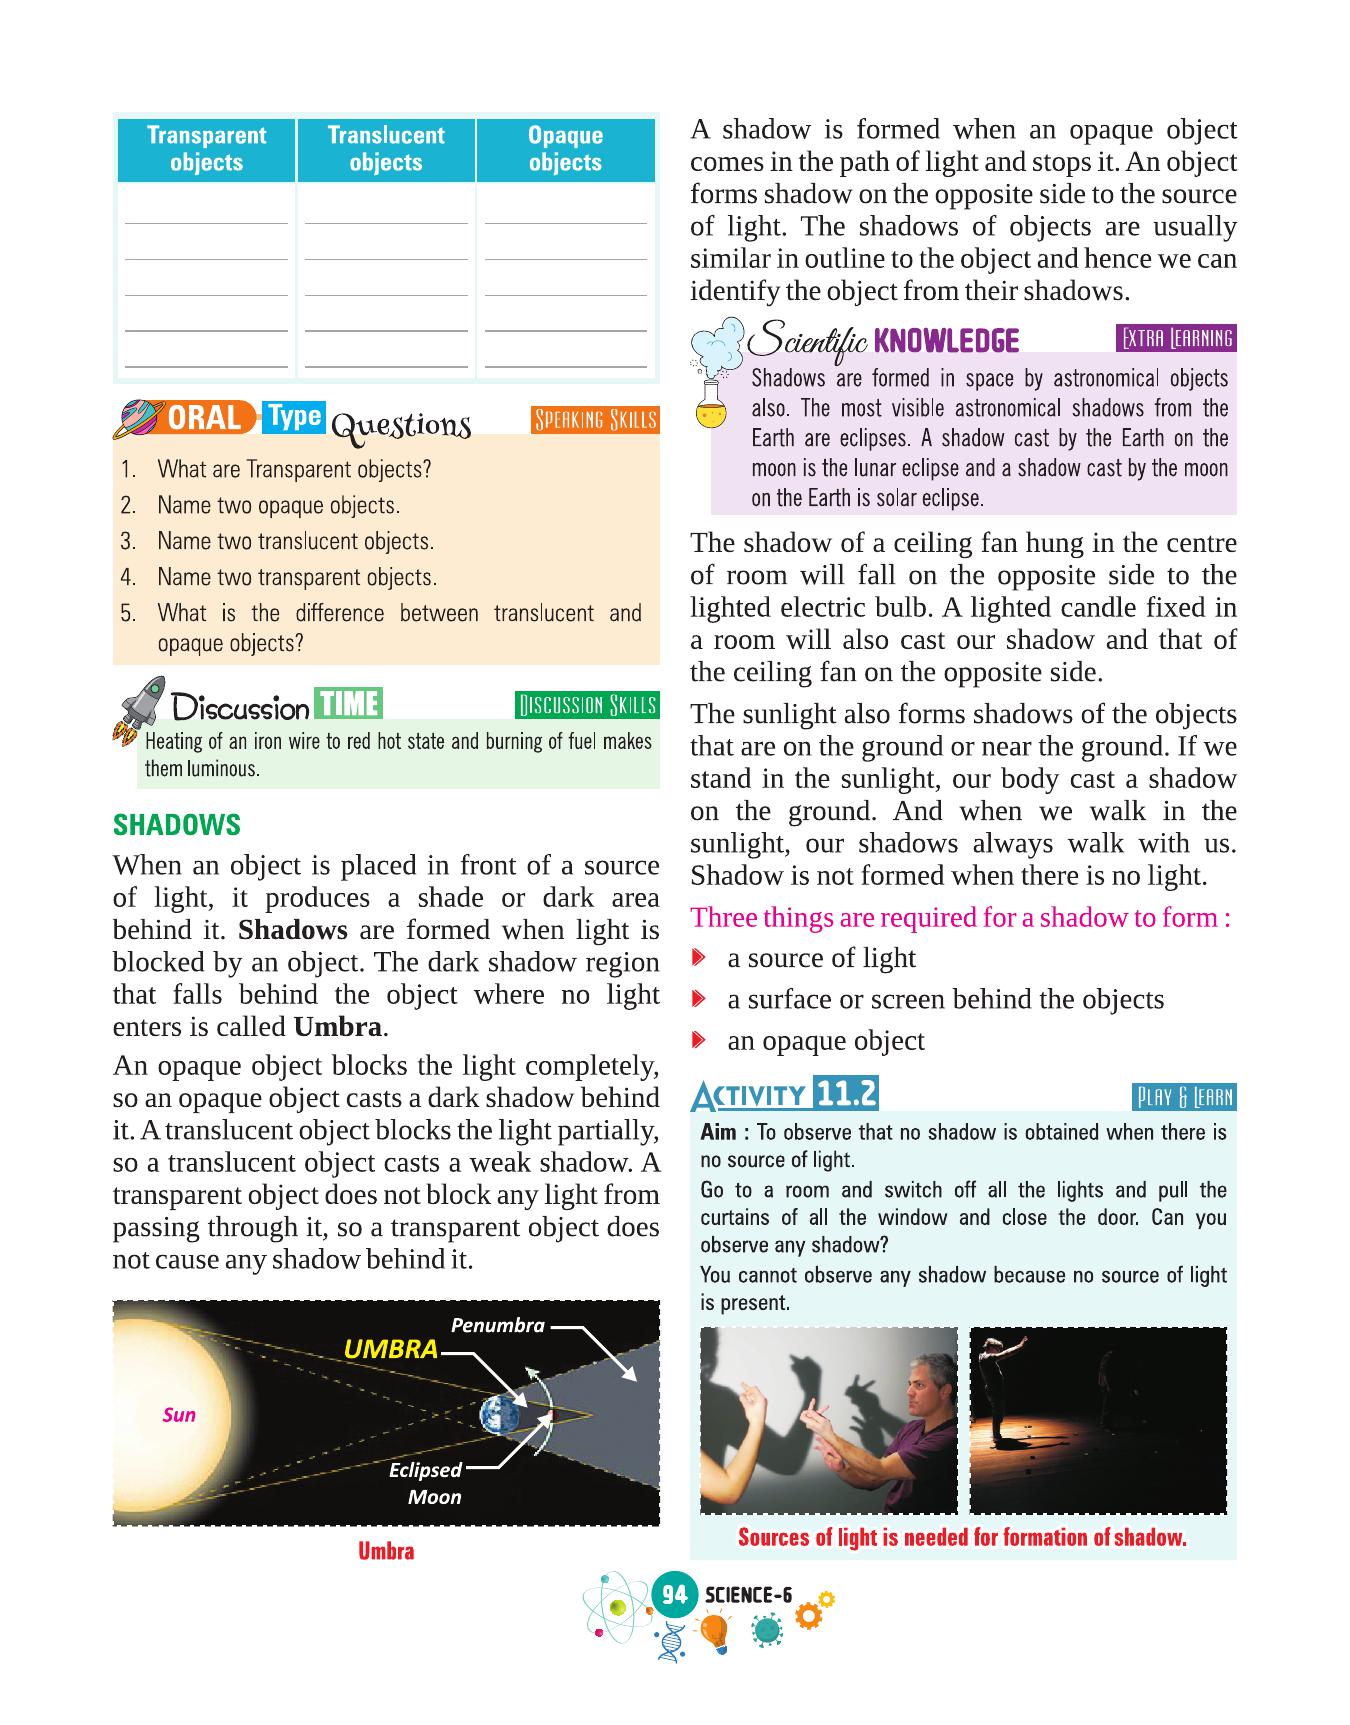 Transparent
objects
Translucent
objects
Opaque
objects
ORAL Type Questions
SPEAKING SKILLS
1. What are Transparent objects?
2. Name two opaque objects.
3. Name two translucent objects.
4. Name two transparent objects.
5. What is the difference between translucent and
opaque objects?
Discussion TIME
DISCUSSION SKILLS
Heating of an iron wire to red hot state and burning of fuel makes
them luminous.
SHADOWS
When an object is placed in front of a source
of light, it produces a shade or dark area
behind it. Shadows are formed when light is
blocked by an object. The dark shadow region
that falls behind the object where no light
enters is called Umbra.
An opaque object blocks the light completely,
so an opaque object casts a dark shadow behind
it. A translucent object blocks the light partially,
so a translucent object casts a weak shadow. A
transparent object does not block any light from
passing through it, so a transparent object does
not cause any shadow behind it.
Penumbra
UMBRA
Sun
Eclipsed
Moon
Umbra
A shadow is formed when an opaque object
comes in the path of light and stops it. An object
forms shadow on the opposite side to the source
of light. The shadows of objects are usually
similar in outline to the object and hence we can
identify the object from their shadows.
Scientific KNOWLEDGE
EXTRA LEARNING
Shadows are formed in space by astronomical objects
also. The most visible astronomical shadows from the
Earth are eclipses. A shadow cast by the Earth on the
moon is the lunar eclipse and a shadow cast by the moon
on the Earth is solar eclipse.
The shadow of a ceiling fan hung in the centre
of room will fall on the opposite side to the
lighted electric bulb. A lighted candle fixed in
a room will also cast our shadow and that of
the ceiling fan on the opposite side.
The sunlight also forms shadows of the objects
that are on the ground or near the ground. If we
stand in the sunlight, our body cast a shadow
on the ground. And when we walk in the
sunlight, our shadows always walk with us.
Shadow is not formed when there is no light.
Three things are required for a shadow to form :
a source of light
a surface or screen behind the objects
an opaque object
ACTIVITY 11.2
PLAY & LEARN
Aim : To observe that no shadow is obtained when there is
no source of light.
Go to a room and switch off all the lights and pull the
curtains of all the window and close the door. Can you
observe any shadow?
You cannot observe any shadow because no source of light
is present.
Sources of light is needed for formation of shadow.
94 SCIENCE-6